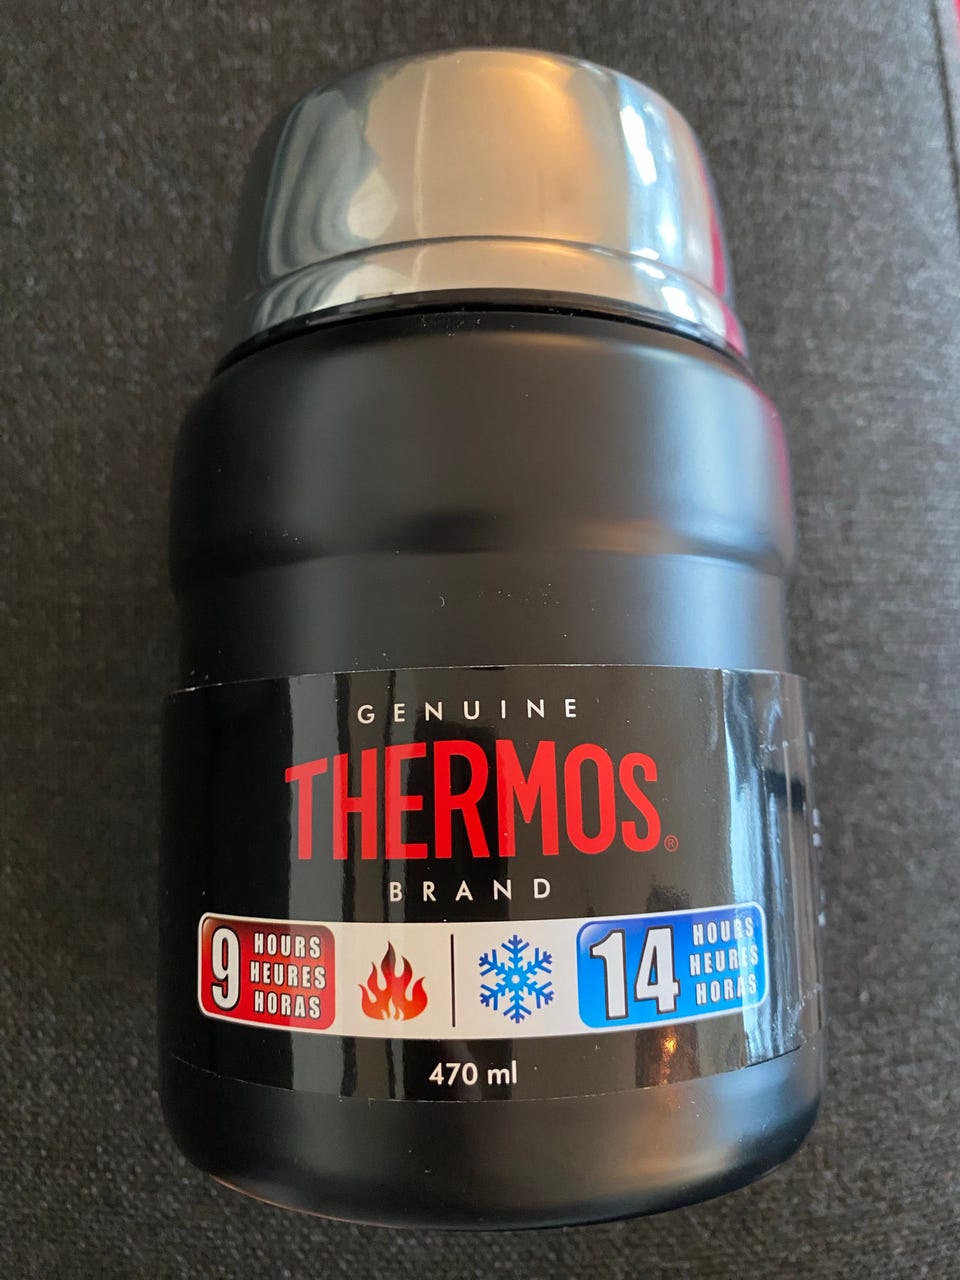 GENUINE
THERMOS®
BRAND
9 HOURS
HEURES
HORAS
14 HOURS
HEURES
HORAS
470 ml